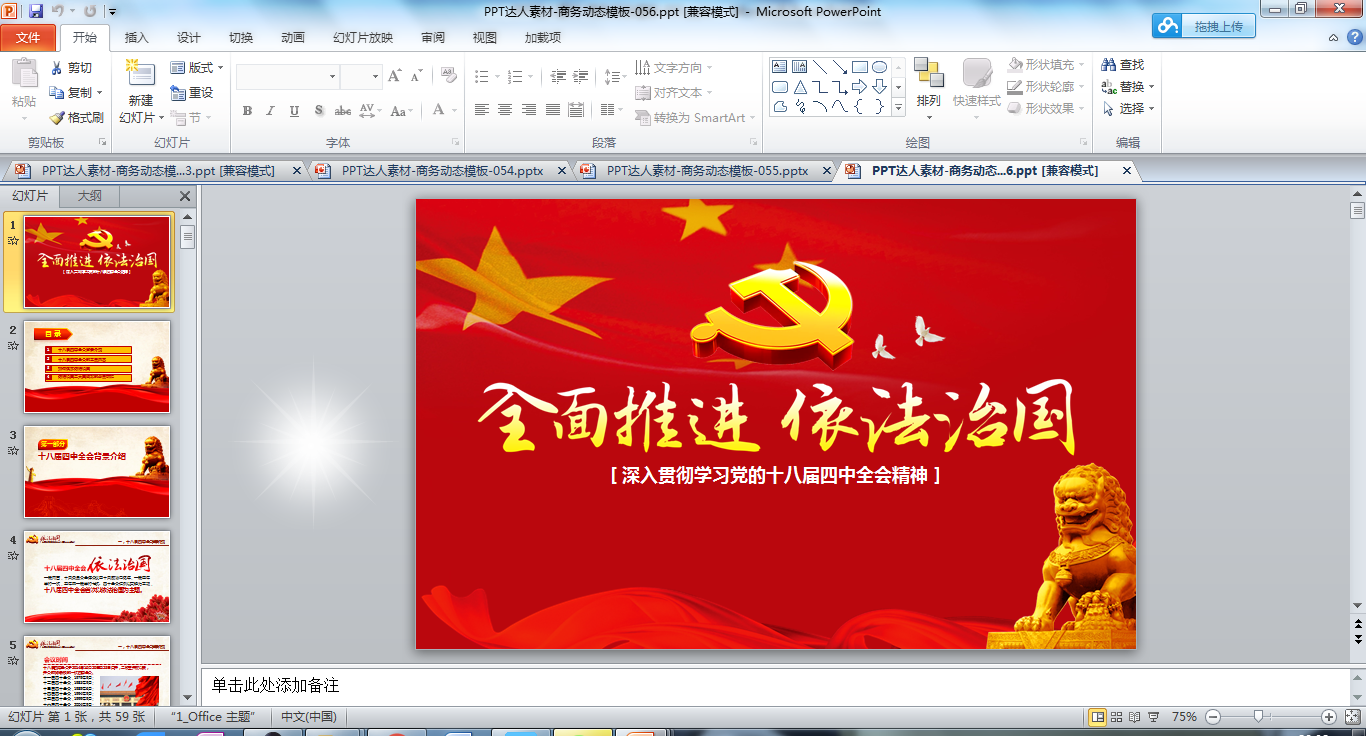 PPT达人素材-商务动态模板-056.ppt [兼容模式] - Microsoft PowerPoint
拖拽上传
文件 开始 插入 设计 切换 动画 幻灯片放映 审阅 视图 加载项
粘贴 剪切 复制 格式刷 剪贴板
新建 幻灯片 版式 重设 节 幻灯片
B I U S abc AV Aa A 字体
文字方向 对齐文本 转换为 SmartArt 段落
排列 快速样式 形状填充 形状轮廓 形状效果 绘图
查找 替换 选择 编辑
PPT达人素材-商务动态模...3.ppt [兼容模式] PPT达人素材-商务动态模板-054.pptx PPT达人素材-商务动态模板-055.pptx PPT达人素材-商务动态...6.ppt [兼容模式]
幻灯片 大纲
1
全面推进 依法治国
2
目录
3
第一部分
十八届四中全会背景介绍
4
十八届四中全会 依法治国
5
会议时间
全面推进 依法治国
[ 深入贯彻学习党的十八届四中全会精神 ]
单击此处添加备注
幻灯片 第 1 张，共 59 张 “1_Office 主题” 中文(中国) 75%